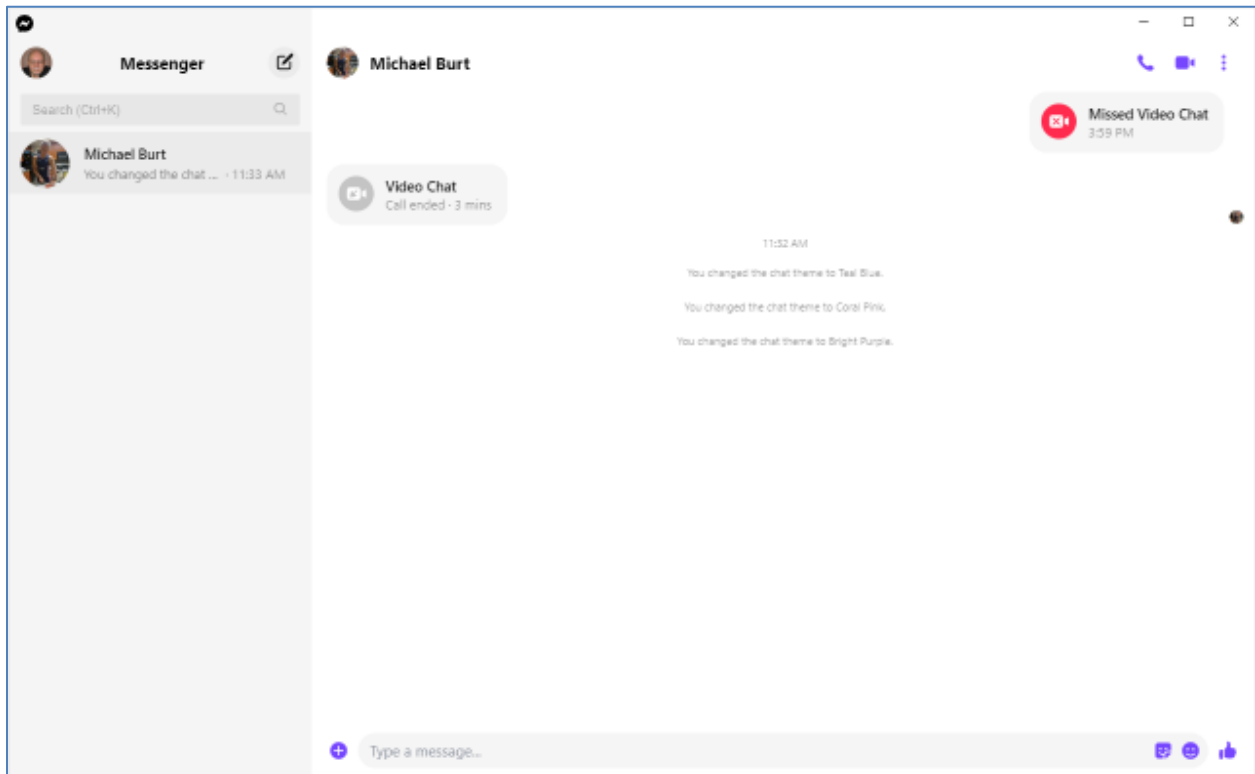 Messenger
Search (Ctrl+K)
Michael Burt
You changed the chat ... · 11:33 AM
Michael Burt
Missed Video Chat
3:59 PM
Video Chat
Call ended - 3 mins
11:32 AM
You changed the chat theme to Teal Blue.
You changed the chat theme to Coral Pink.
You changed the chat theme to Bright Purple.
Type a message...